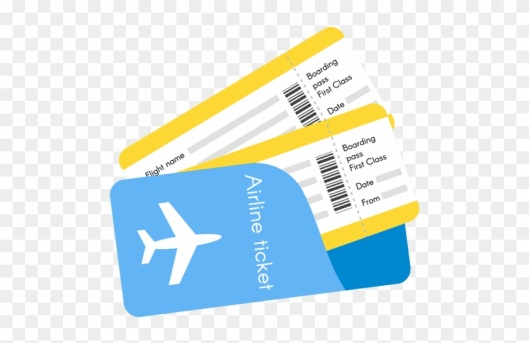 Boarding
pass
First Class
Date
Flight name
Boarding
pass
First Class
Date
From
Airline ticket